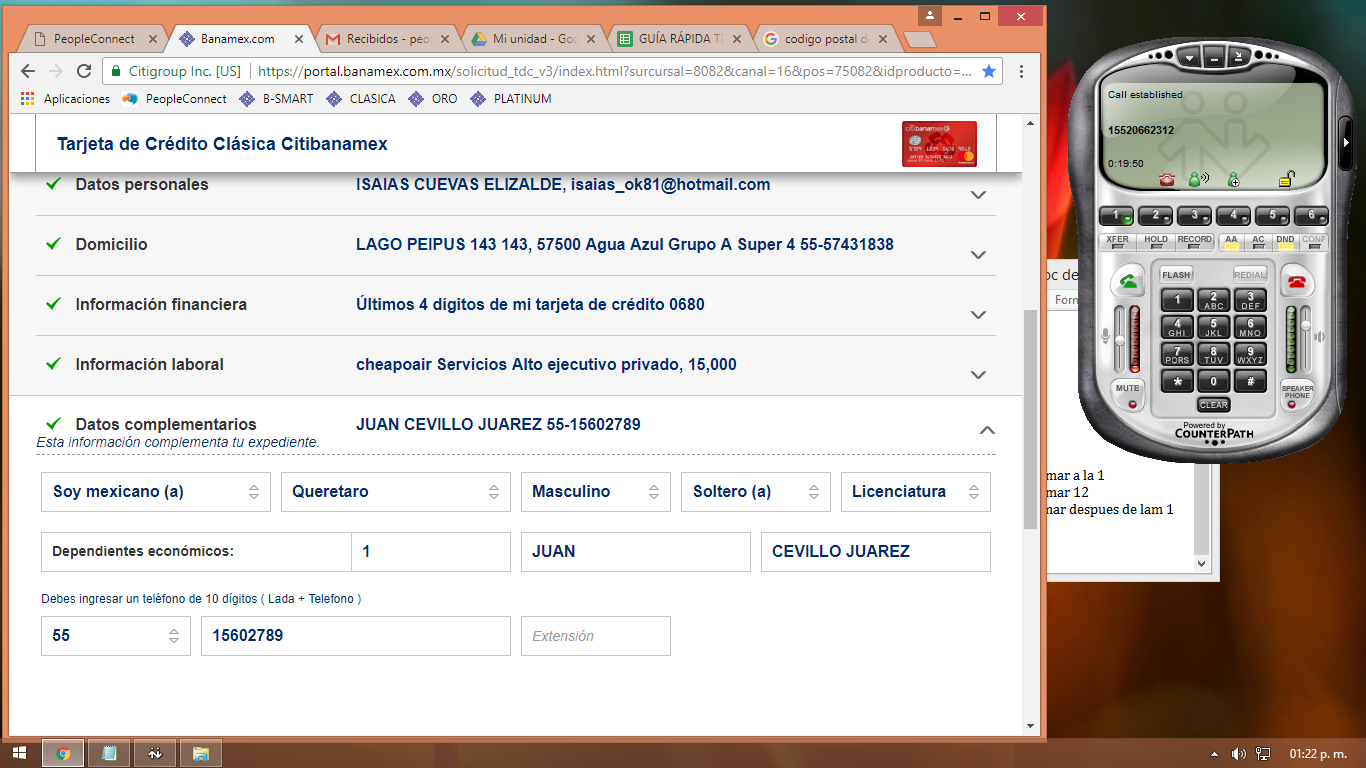 PeopleConnect
Banamex.com
Recibidos - peo
Mi unidad - Goo
GUÍA RÁPIDA T
codigo postal d
Citigroup Inc. [US]
https://portal.banamex.com.mx/solicitud_tdc_v3/index.html?surcursal=8082&canal=16&pos=75082&idproducto=...
Aplicaciones
PeopleConnect
B-SMART
CLASICA
ORO
PLATINUM
Tarjeta de Crédito Clásica Citibanamex
Datos personales
ISAIAS CUEVAS ELIZALDE, isaias_ok81@hotmail.com
Domicilio
LAGO PEIPUS 143 143, 57500 Agua Azul Grupo A Super 4 55-57431838
Información financiera
Últimos 4 dígitos de mi tarjeta de crédito 0680
Información laboral
cheapoair Servicios Alto ejecutivo privado, 15,000
Datos complementarios
JUAN CEVILLO JUAREZ 55-15602789
Esta información complementa tu expediente.
Soy mexicano (a)
Queretaro
Masculino
Soltero (a)
Licenciatura
Dependientes económicos:
1
JUAN
CEVILLO JUAREZ
Debes ingresar un teléfono de 10 dígitos ( Lada + Telefono )
55
15602789
Extensión
Call established
15520662312
0:19:50
1
2
3
4
5
6
XFER
HOLD
RECORD
AA
AC
DND
CONF
FLASH
REDIAL
1
2 ABC
3 DEF
4 GHI
5 JKL
6 MNO
7 PQRS
8 TUV
9 WXYZ
*
0
#
MUTE
CLEAR
SPEAKER
PHONE
Powered by
COUNTERPATH
oc de
Form
mar a la 1
mar 12
mar despues de lam 1
01:22 p. m.